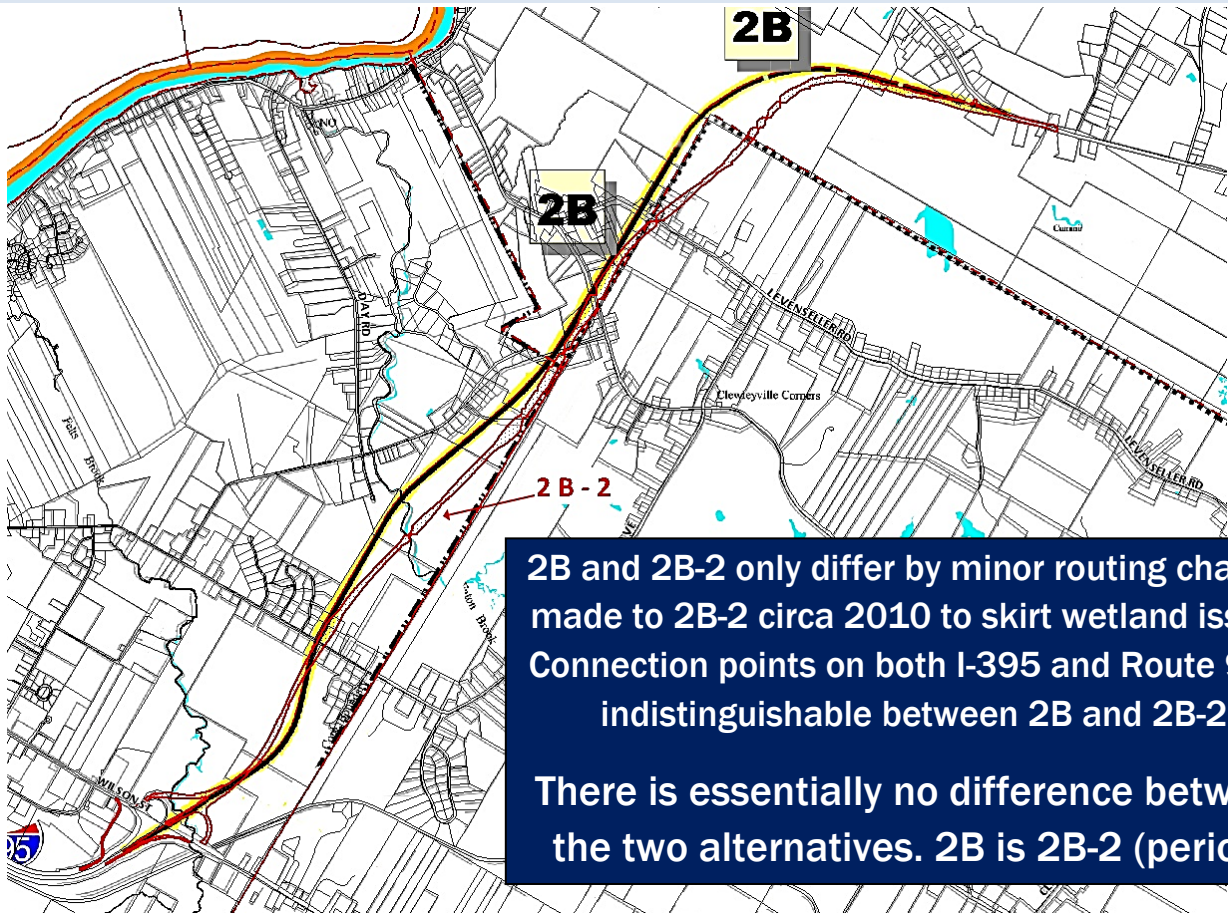 2B
2B
DAY RD
LEVENSELLER RD
Clewleyville Corners
LEVENSELLER RD
Felts Brook
2 B - 2
Brook
WILSON ST
95
2B and 2B-2 only differ by minor routing cha
made to 2B-2 circa 2010 to skirt wetland iss
Connection points on both I-395 and Route
indistinguishable between 2B and 2B-2
There is essentially no difference betw
the two alternatives. 2B is 2B-2 (perio